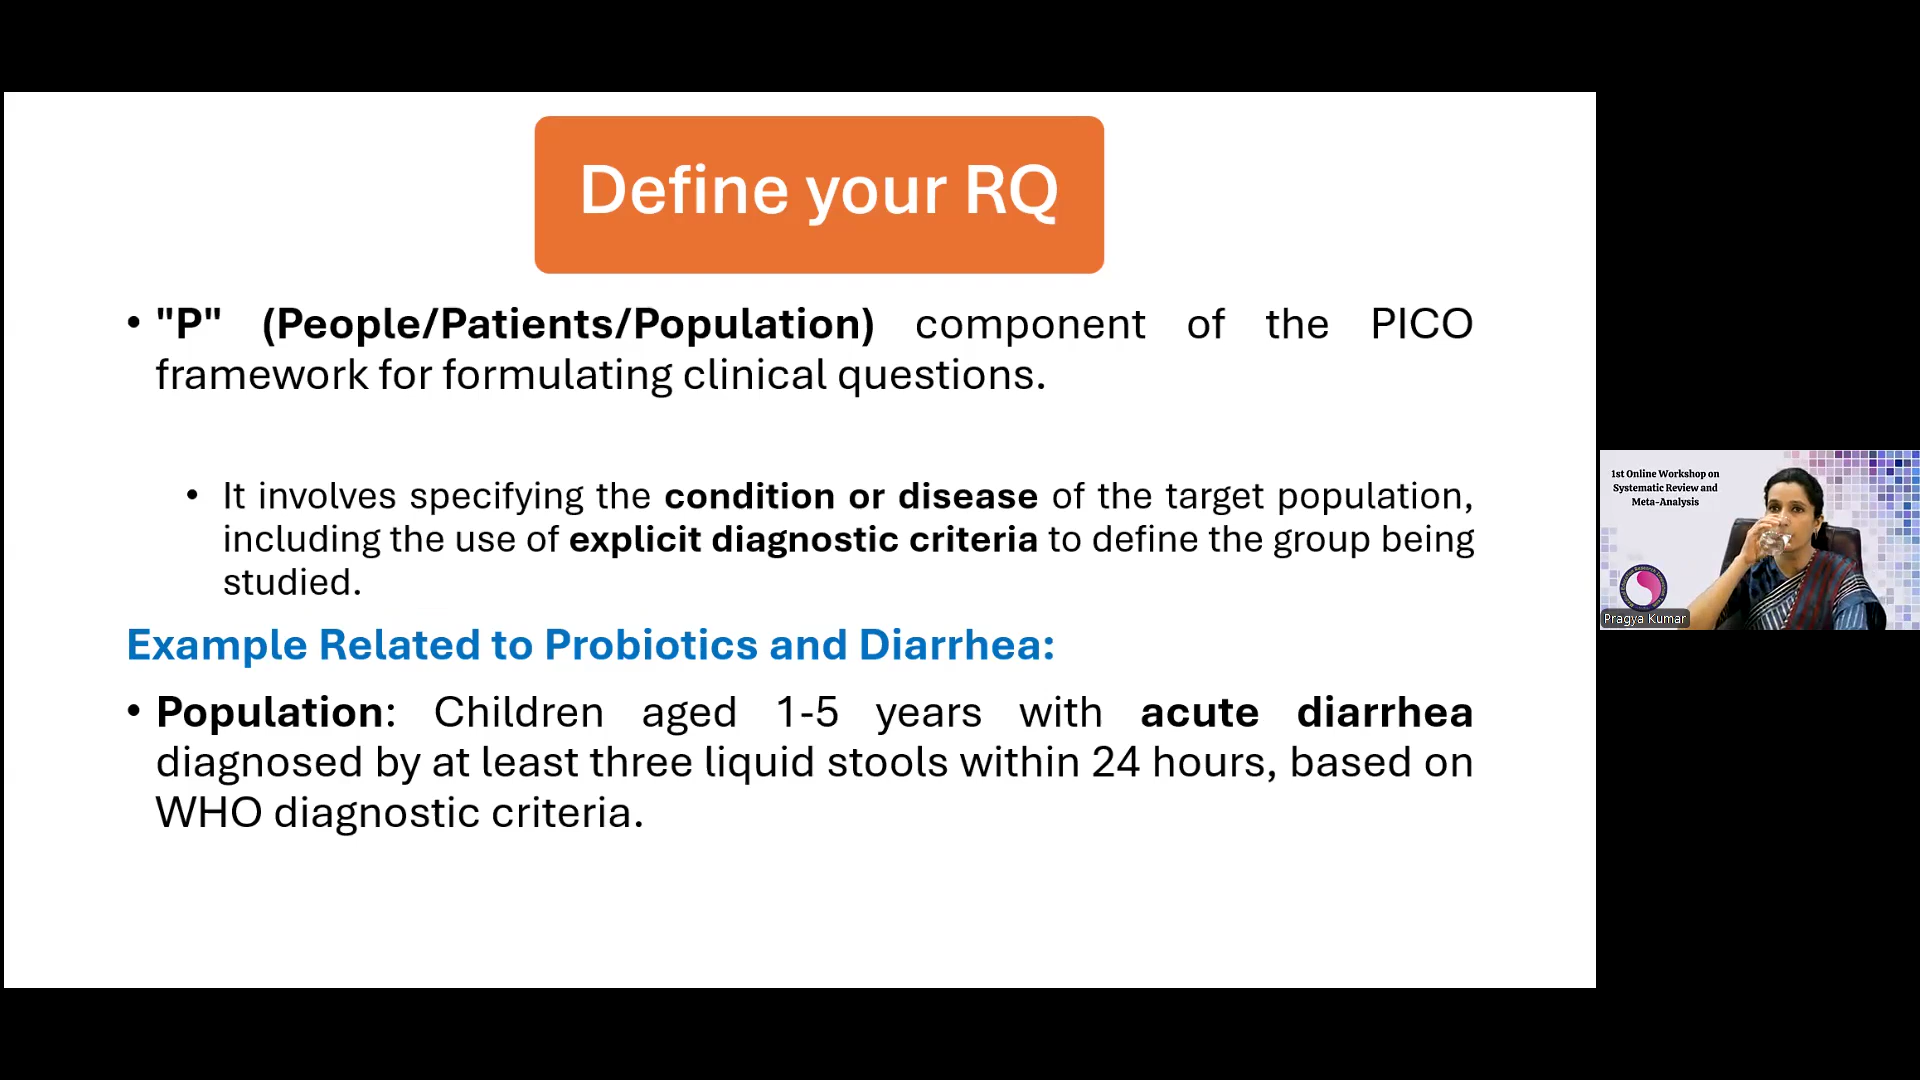 Define your RQ
• "P" (People/Patients/Population) component of the PICO
framework for formulating clinical questions.
• It involves specifying the condition or disease of the target population,
including the use of explicit diagnostic criteria to define the group being
studied.
Example Related to Probiotics and Diarrhea:
• Population: Children aged 1-5 years with acute diarrhea
diagnosed by at least three liquid stools within 24 hours, based on
WHO diagnostic criteria.
1st Online Workshop on
Systematic Review and
Meta-Analysis
Pragya Kumar